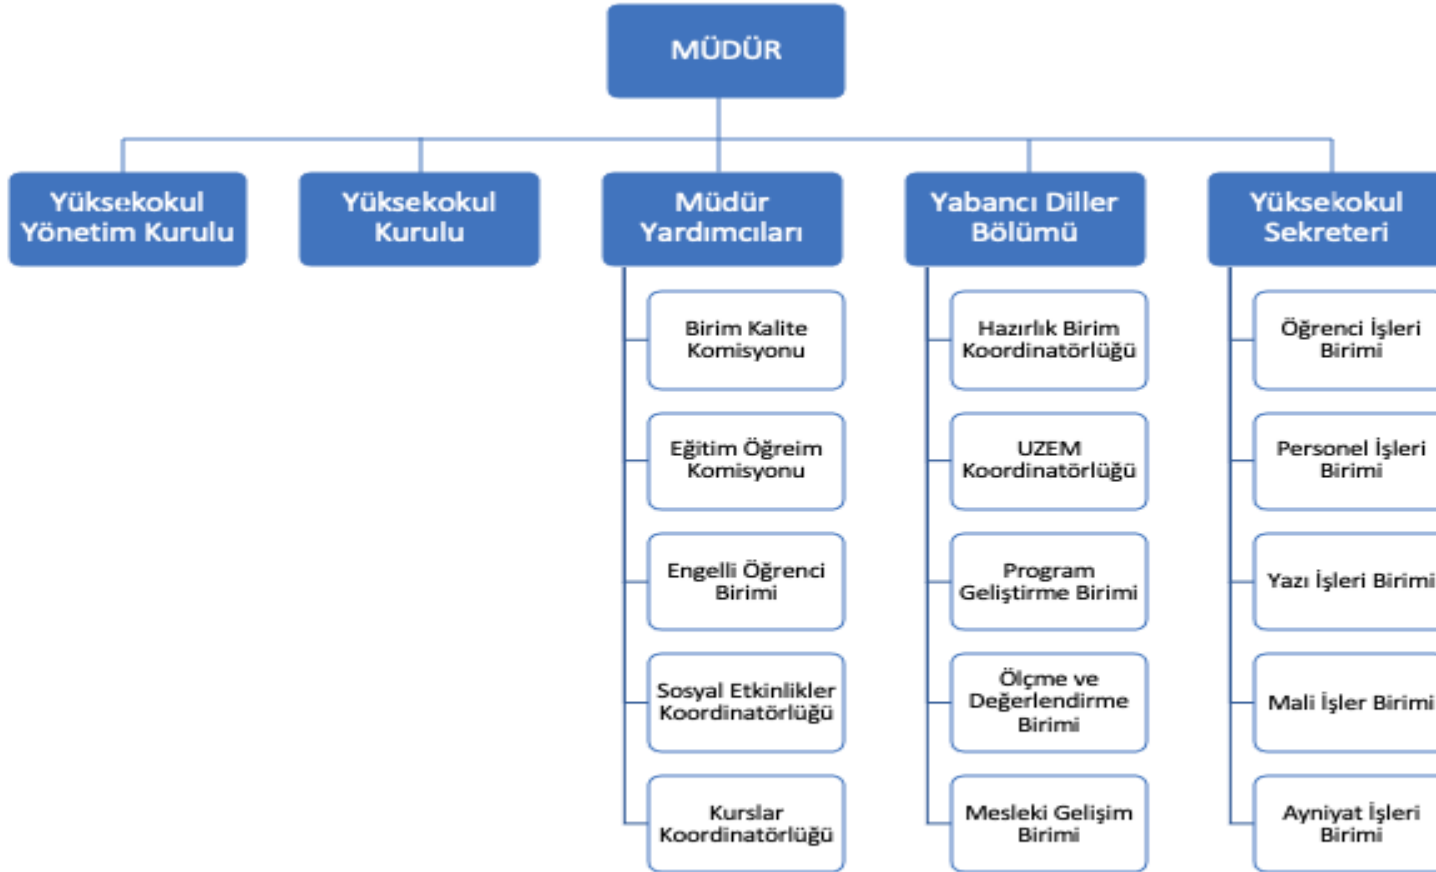 MÜDÜR
Yüksekokul
Yönetim Kurulu
Yüksekokul
Kurulu
Müdür
Yardımcıları
Yabancı Diller
Bölümü
Yüksekokul
Sekreteri
Birim Kalite
Komisyonu
Eğitim Öğreim
Komisyonu
Engelli Öğrenci
Birimi
Sosyal Etkinlikler
Koordinatörlüğü
Kurslar
Koordinatörlüğü
Hazırlık Birim
Koordinatörlüğü
UZEM
Koordinatörlüğü
Program
Geliştirme Birimi
Ölçme ve
Değerlendirme
Birimi
Mesleki Gelişim
Birimi
Öğrenci İşleri
Birimi
Personel İşleri
Birimi
Yazı İşleri Birimi
Mali İşler Birimi
Ayniyat İşleri
Birimi